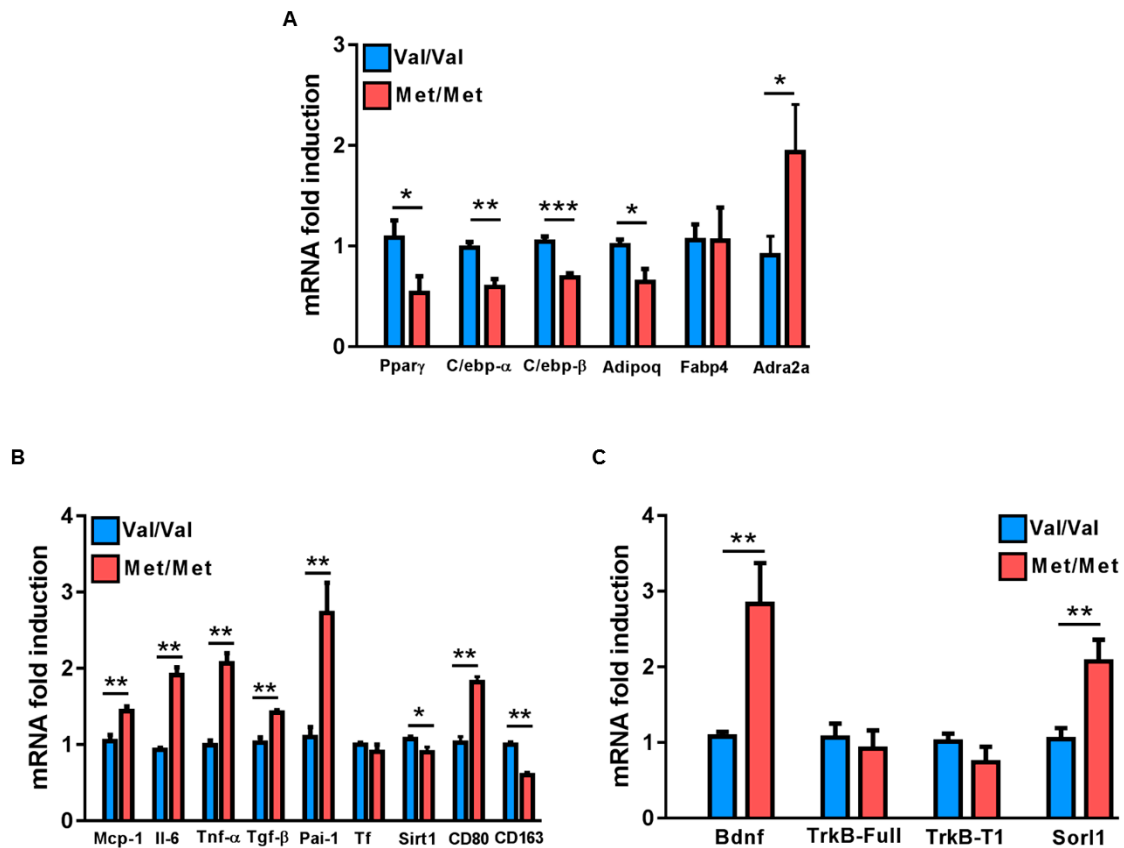 A
mRNA fold induction
3
2
1
0
Val/Val
Met/Met
*
**
***
*
*
Pparγ C/ebp-α C/ebp-β Adipoq Fabp4 Adra2a
B
mRNA fold induction
4
3
2
1
0
Val/Val
Met/Met
**
**
**
**
**
*
**
**
Mcp-1 Il-6 Tnf-α Tgf-β Pai-1 Tf Sirt1 CD80 CD163
C
mRNA fold induction
4
3
2
1
0
Val/Val
Met/Met
**
**
Bdnf TrkB-Full TrkB-T1 Sorl1